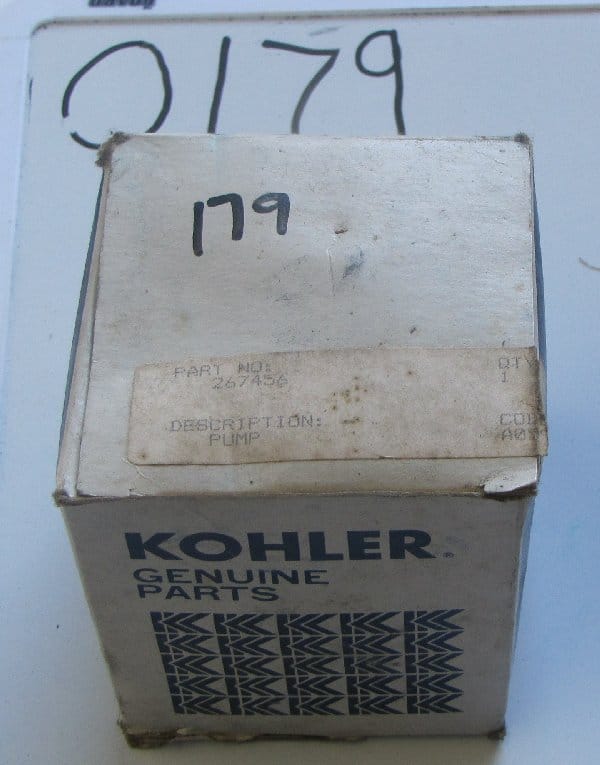 0179
179
PART NO: QTY
267456 1
DESCRIPTION: -
PUMP
KOHLER®
GENUINE
PARTS